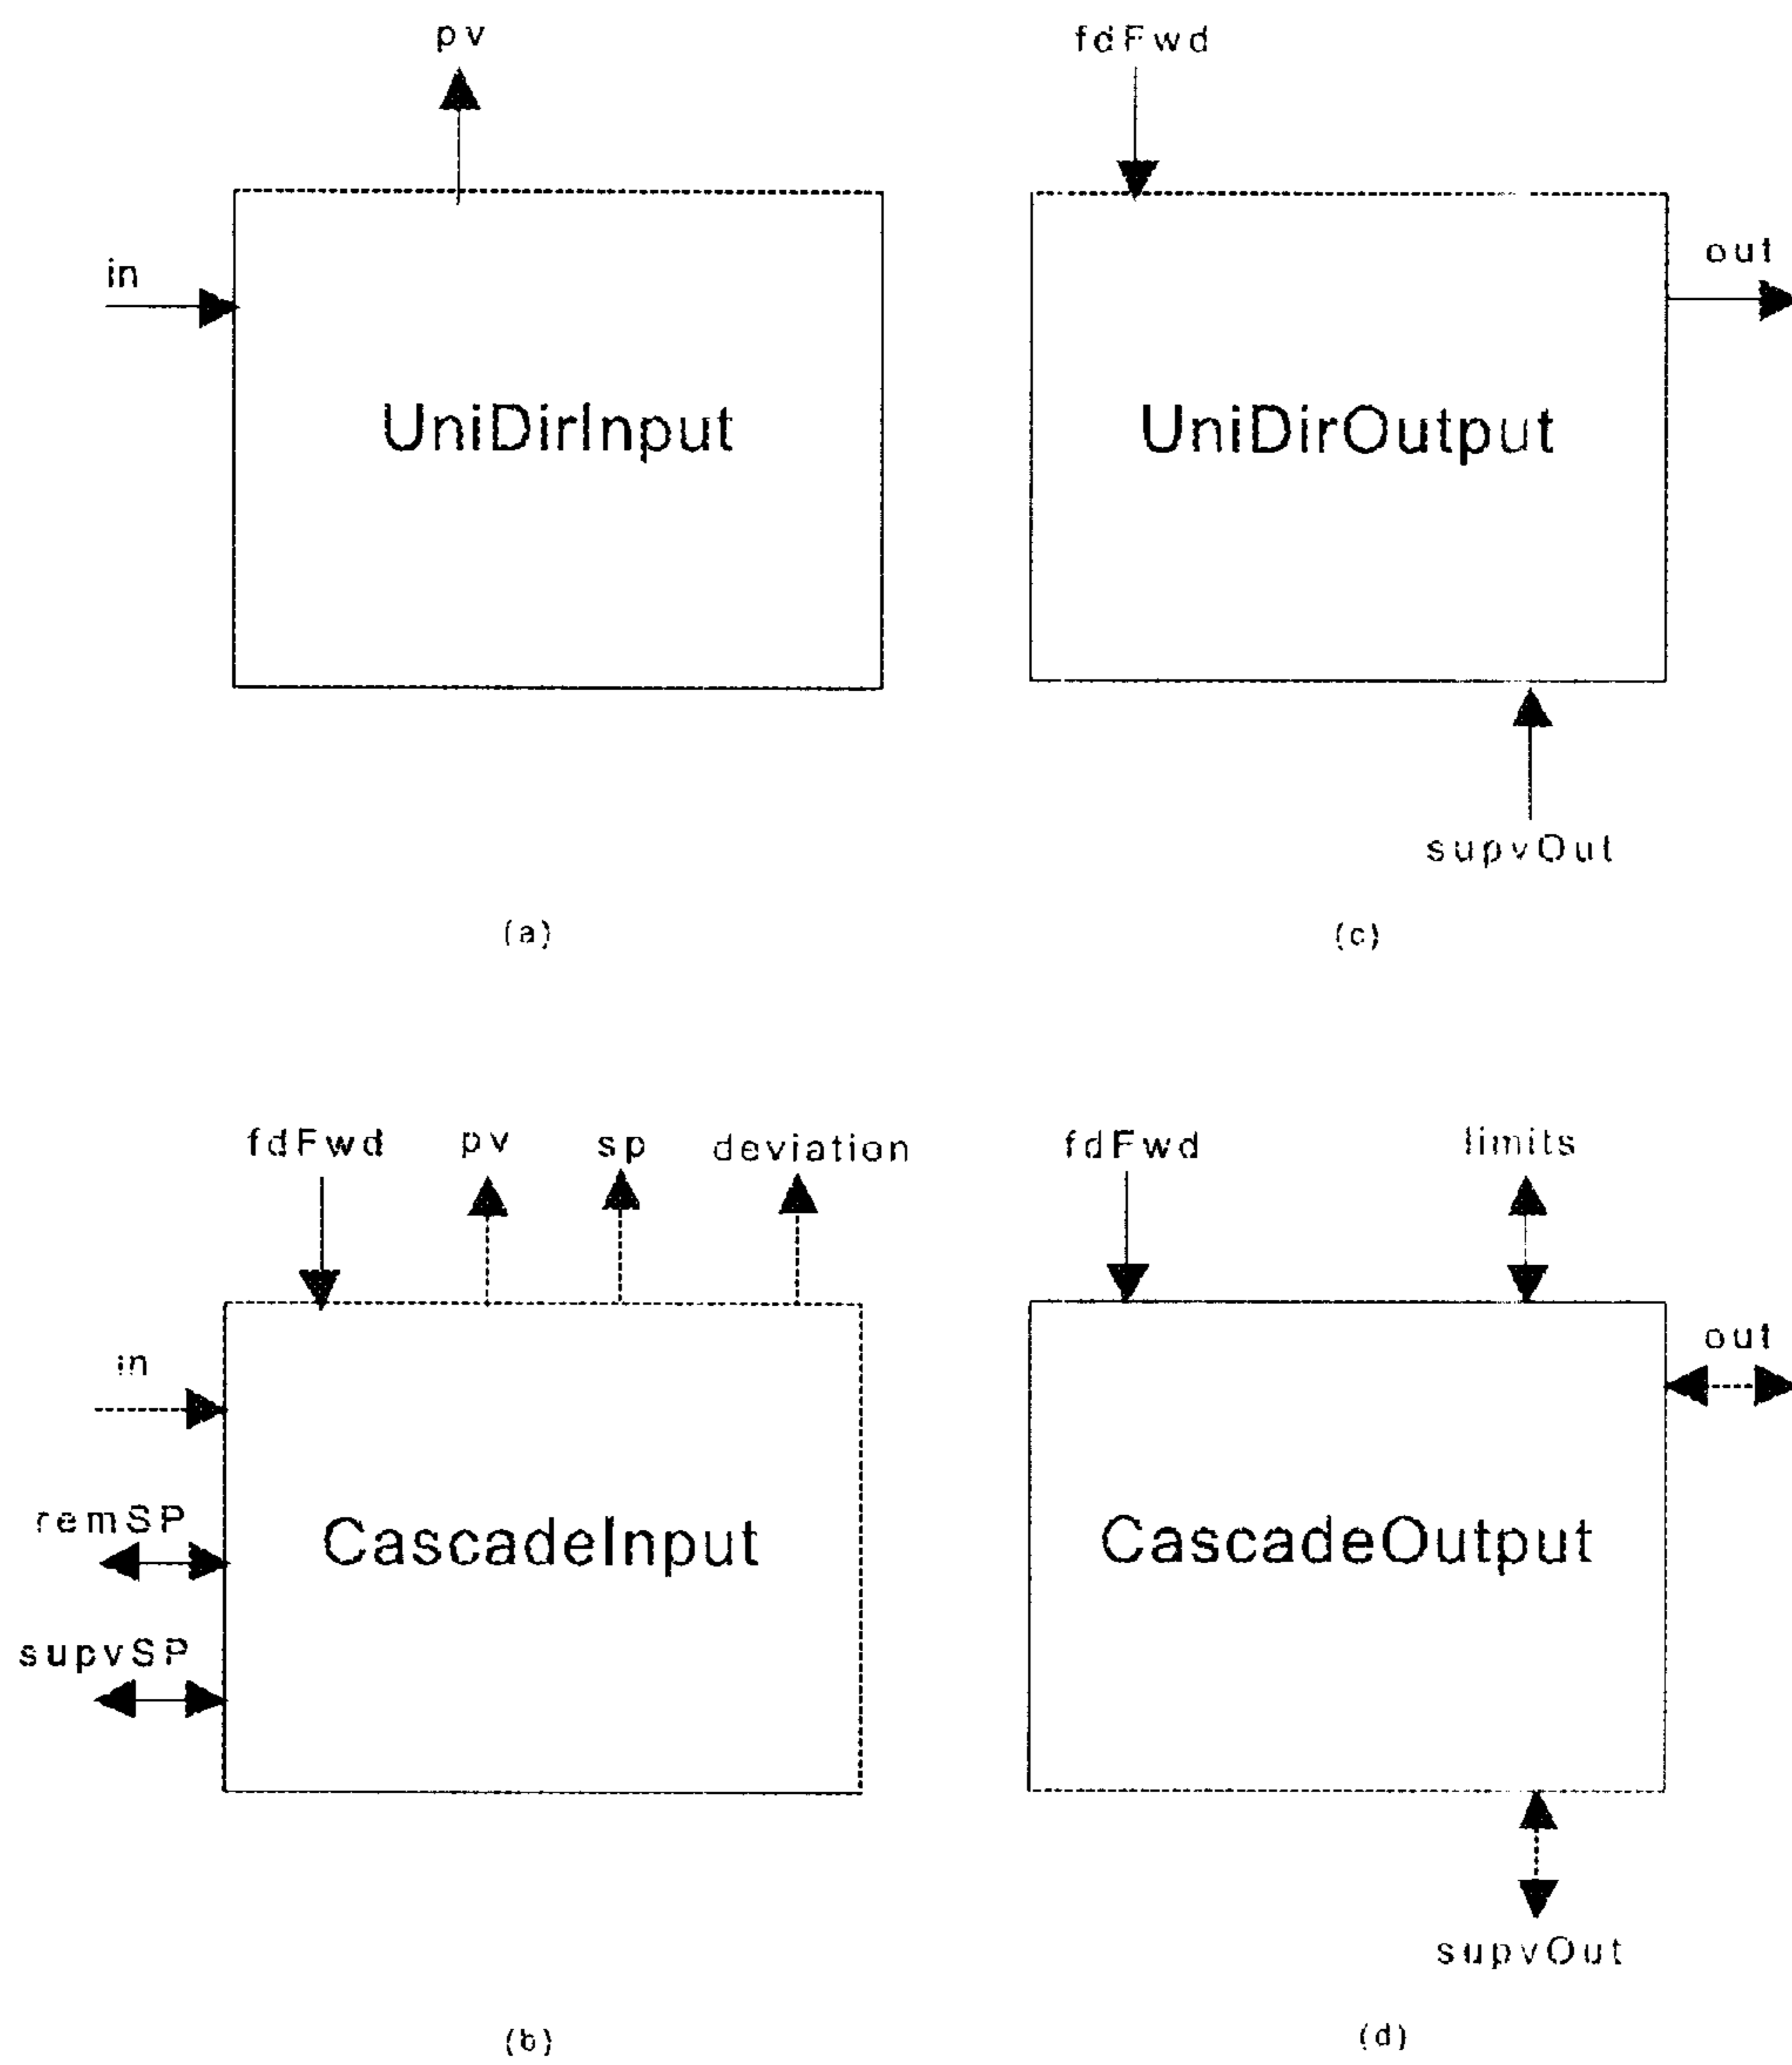 pv
fdFwd
in
out
UniDirInput
UniDirOutput
supvOut
(a)
(c)
fdFwd pv sp deviation
fdFwd limits
in
out
remSP
CascadeInput
CascadeOutput
supvSP
supvOut
(b)
(d)